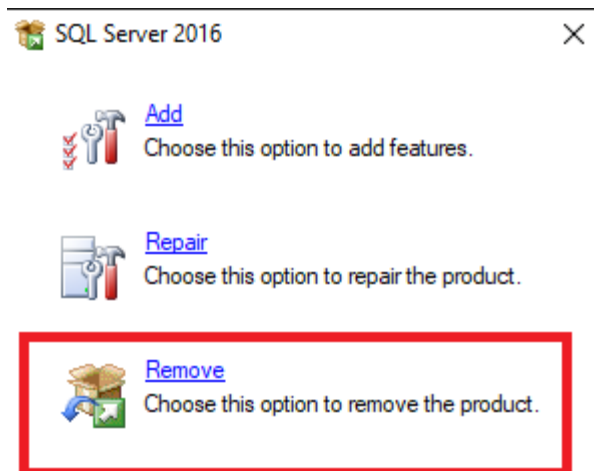 SQL Server 2016
Add
Choose this option to add features.
Repair
Choose this option to repair the product.
Remove
Choose this option to remove the product.